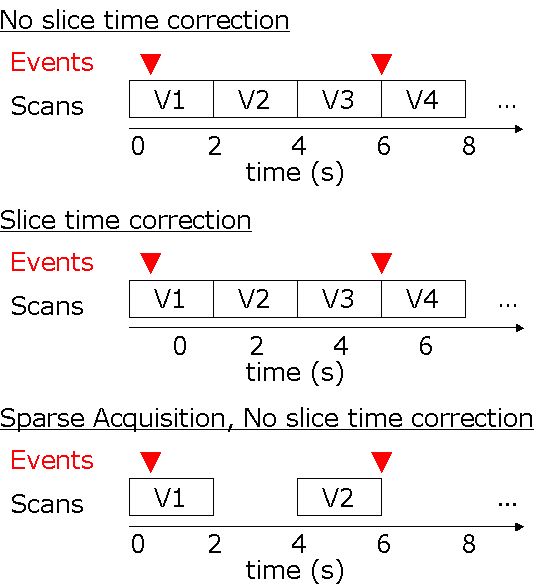 No slice time correction
Events
Scans V1 V2 V3 V4 ...
0 2 4 6 8
time (s)
Slice time correction
Events
Scans V1 V2 V3 V4 ...
0 2 4 6
time (s)
Sparse Acquisition, No slice time correction
Events
Scans V1 V2 ...
0 2 4 6 8
time (s)